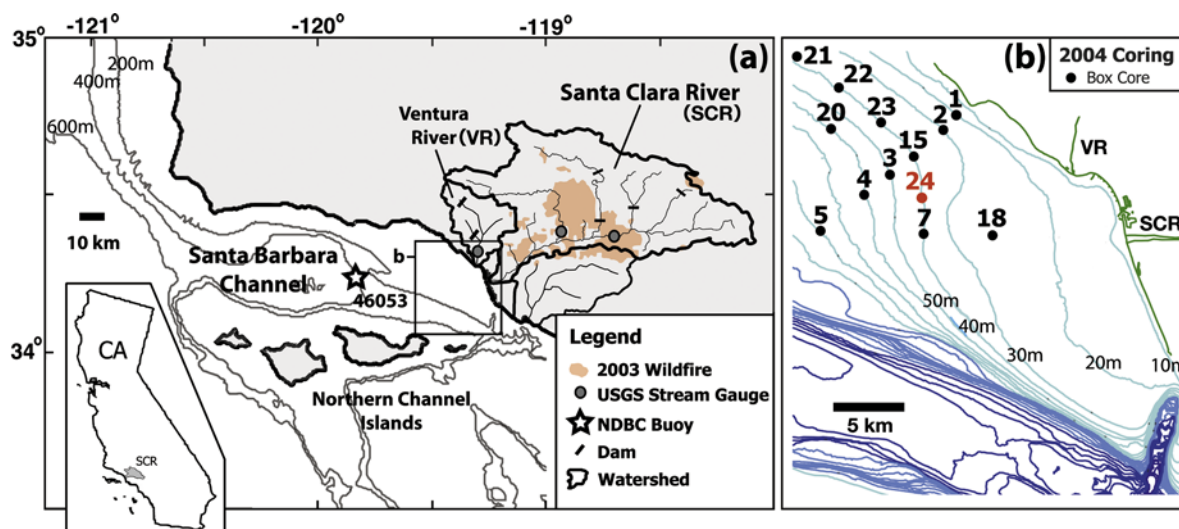 -121°
-120°
-119°
35°
34°
(a)
200m
400m
600m
Santa Clara River
(SCR)
Ventura
River(VR)
10 km
Santa Barbara
Channel
46053
b
CA
SCR
Northern Channel
Islands
Legend
2003 Wildfire
USGS Stream Gauge
NDBC Buoy
Dam
Watershed
(b)
2004 Coring
Box Core
21
22
20
23
1
2
15
3
24
4
5
7
18
VR
SCR
50m
40m
30m
20m
10m
5 km